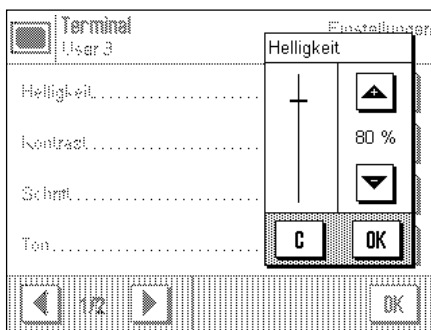 Terminal
Einstellungen
User 3
Helligkeit
Helligkeit
80 %
Kontrast
Schrift
Ton
C
OK
1/2
OK